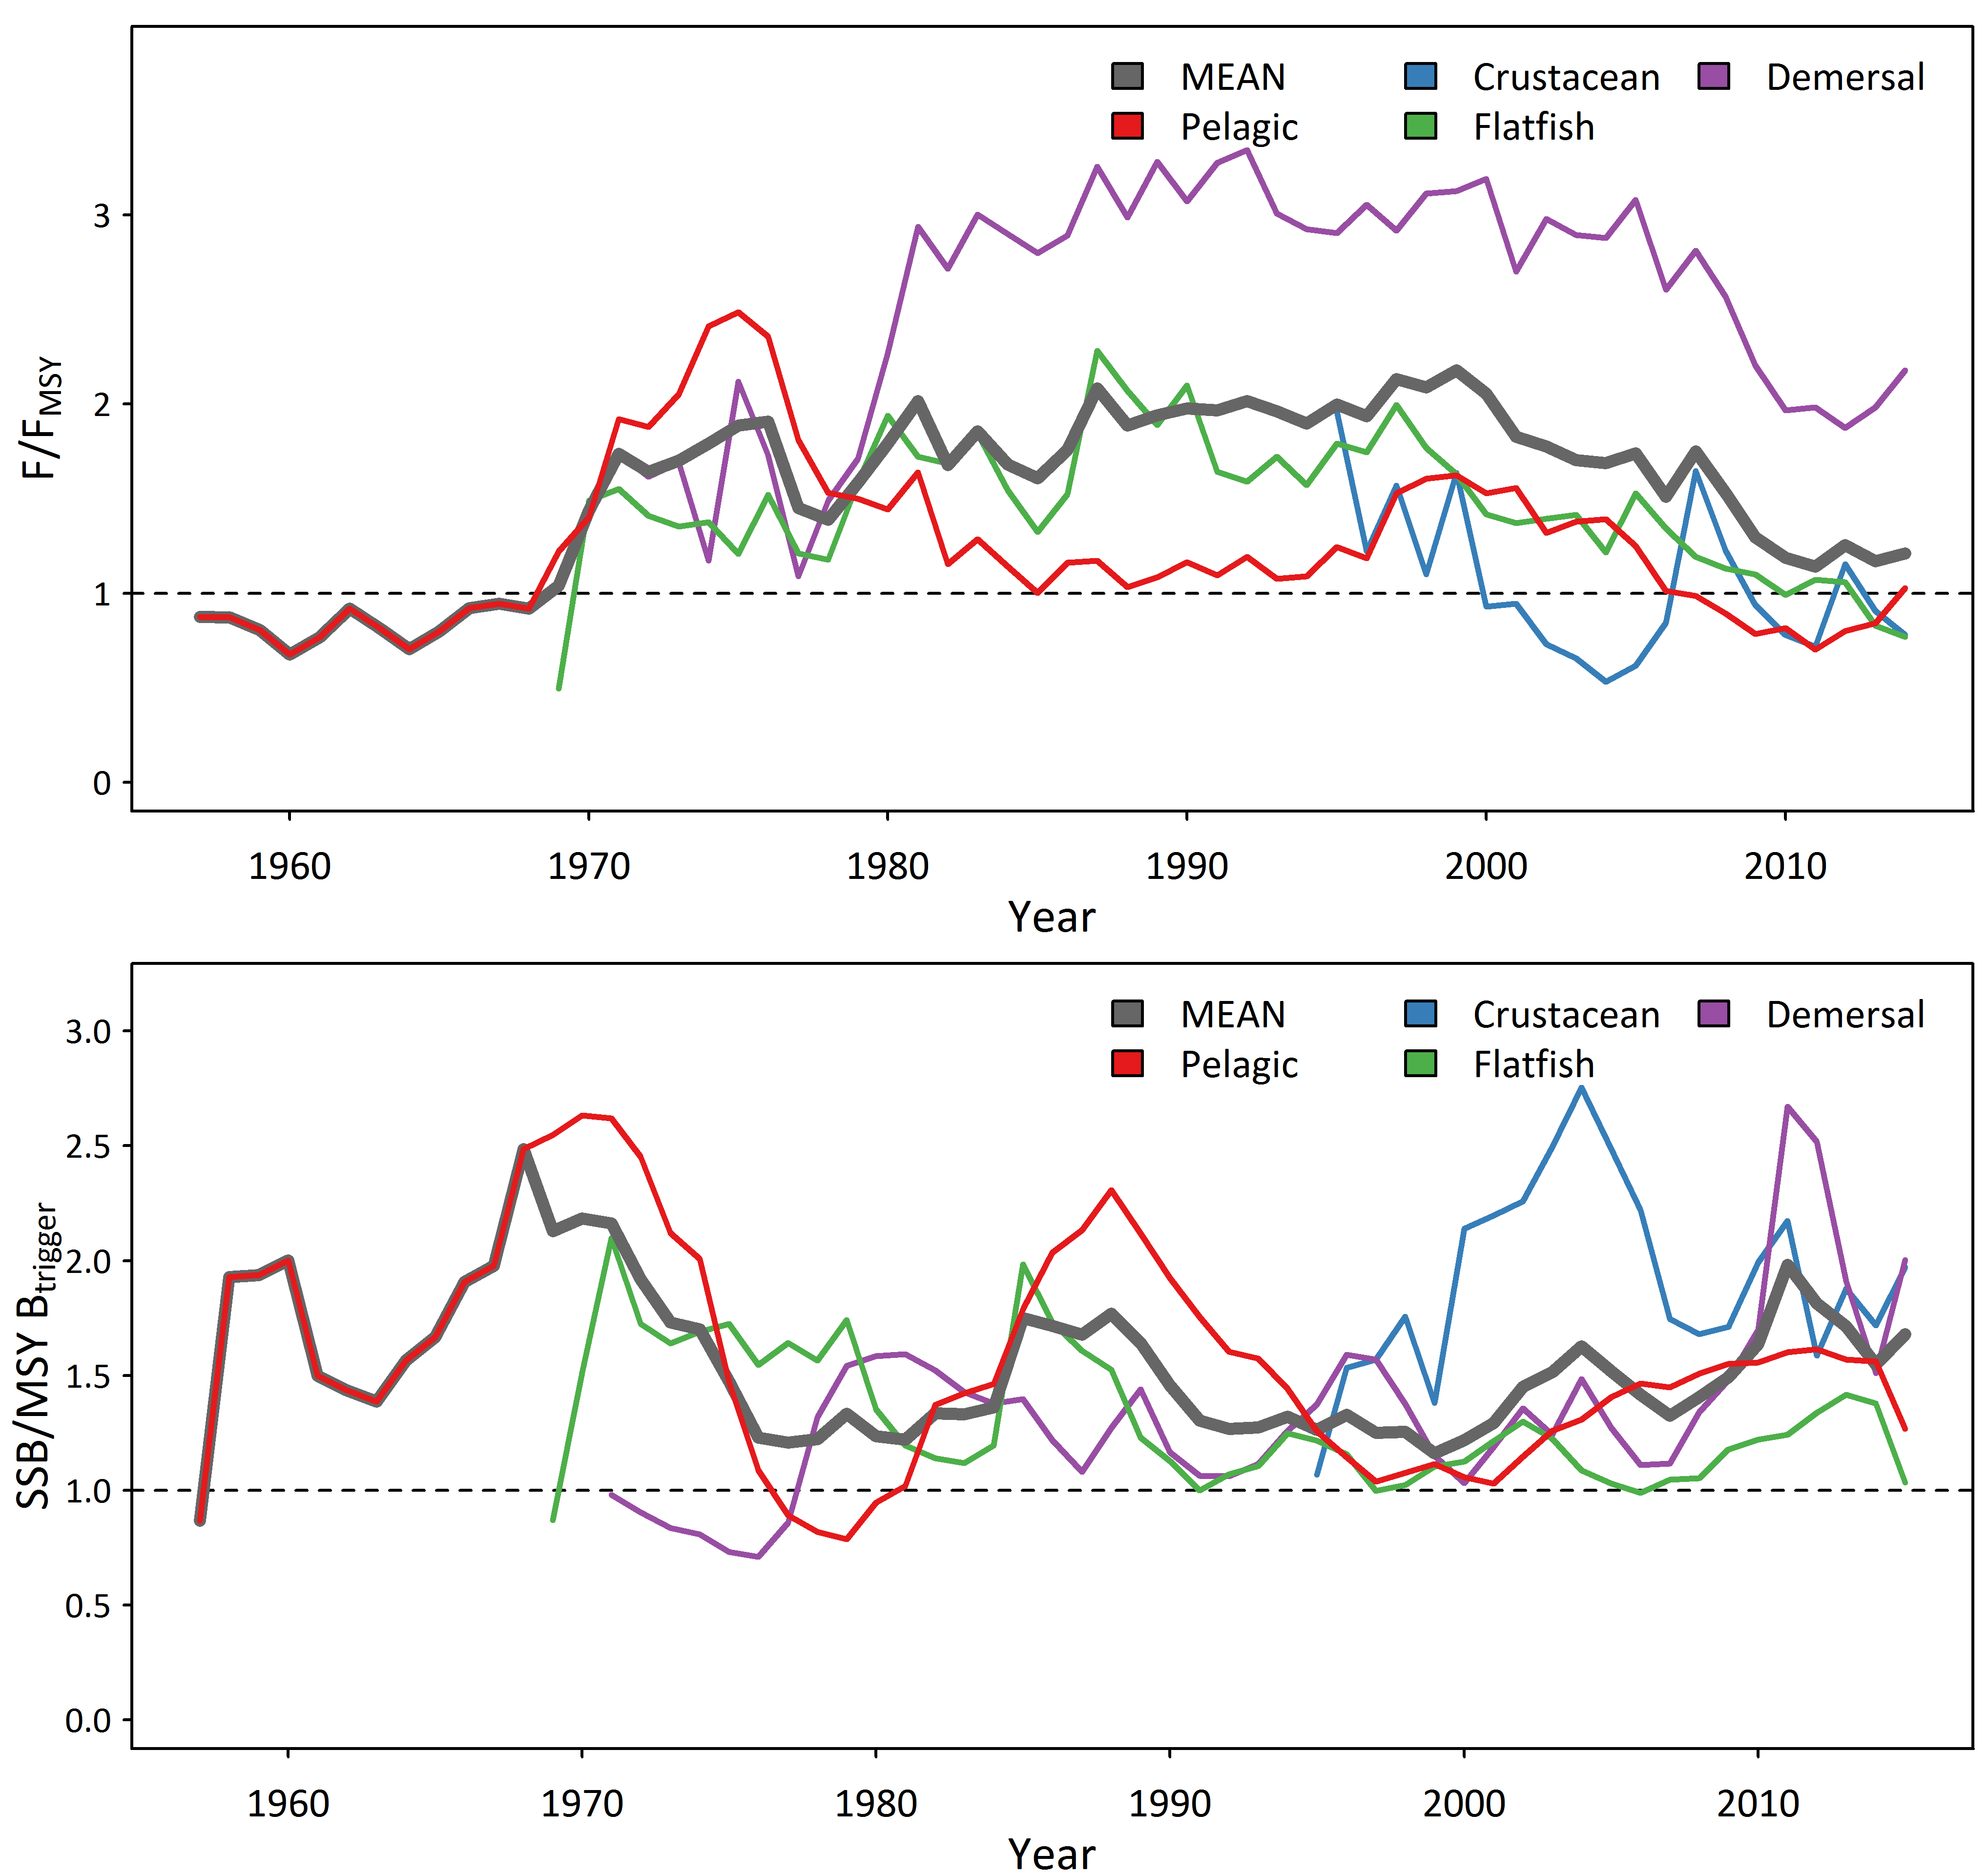 MEAN Crustacean Demersal
Pelagic Flatfish
F/FMSY
3
2
1
0
1960 1970 1980 1990 2000 2010
Year
MEAN Crustacean Demersal
Pelagic Flatfish
SSB/MSY Btrigger
3.0
2.5
2.0
1.5
1.0
0.5
0.0
1960 1970 1980 1990 2000 2010
Year